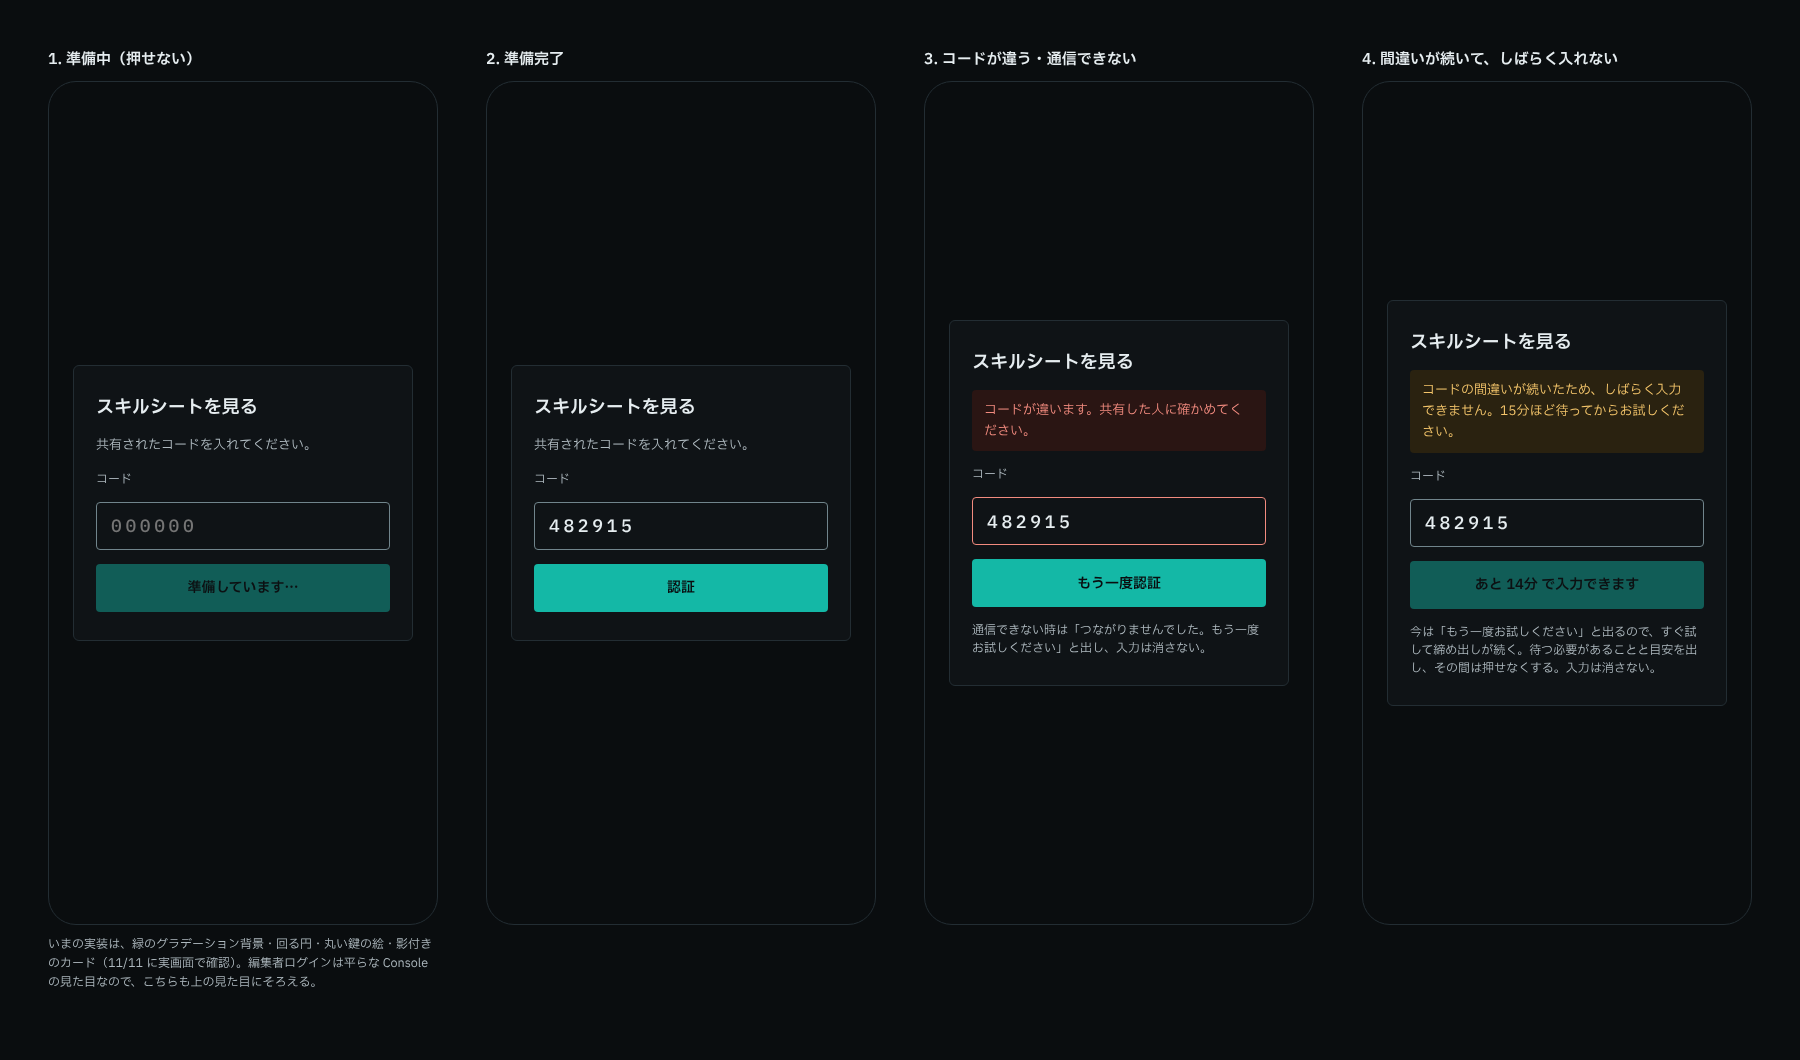 1. 準備中（押せない）
スキルシートを見る
共有されたコードを入れてください。
コード
000000
準備しています…
いまの実装は、緑のグラデーション背景・回る円・丸い鍵の絵・影付き
のカード（11/11 に実画面で確認）。編集者ログインは平らな Console
の見た目なので、こちらも上の見た目にそろえる。
2. 準備完了
スキルシートを見る
共有されたコードを入れてください。
コード
482915
認証
3. コードが違う・通信できない
スキルシートを見る
コードが違います。共有した人に確かめてく
ださい。
コード
482915
もう一度認証
通信できない時は「つながりませんでした。もう一度
お試しください」と出し、入力は消さない。
4. 間違いが続いて、しばらく入れない
スキルシートを見る
コードの間違いが続いたため、しばらく入力
できません。15分ほど待ってからお試しくだ
さい。
コード
482915
あと 14分 で入力できます
今は「もう一度お試しください」と出るので、すぐ試
して締め出しが続く。待つ必要があることと目安を出
し、その間は押せなくする。入力は消さない。